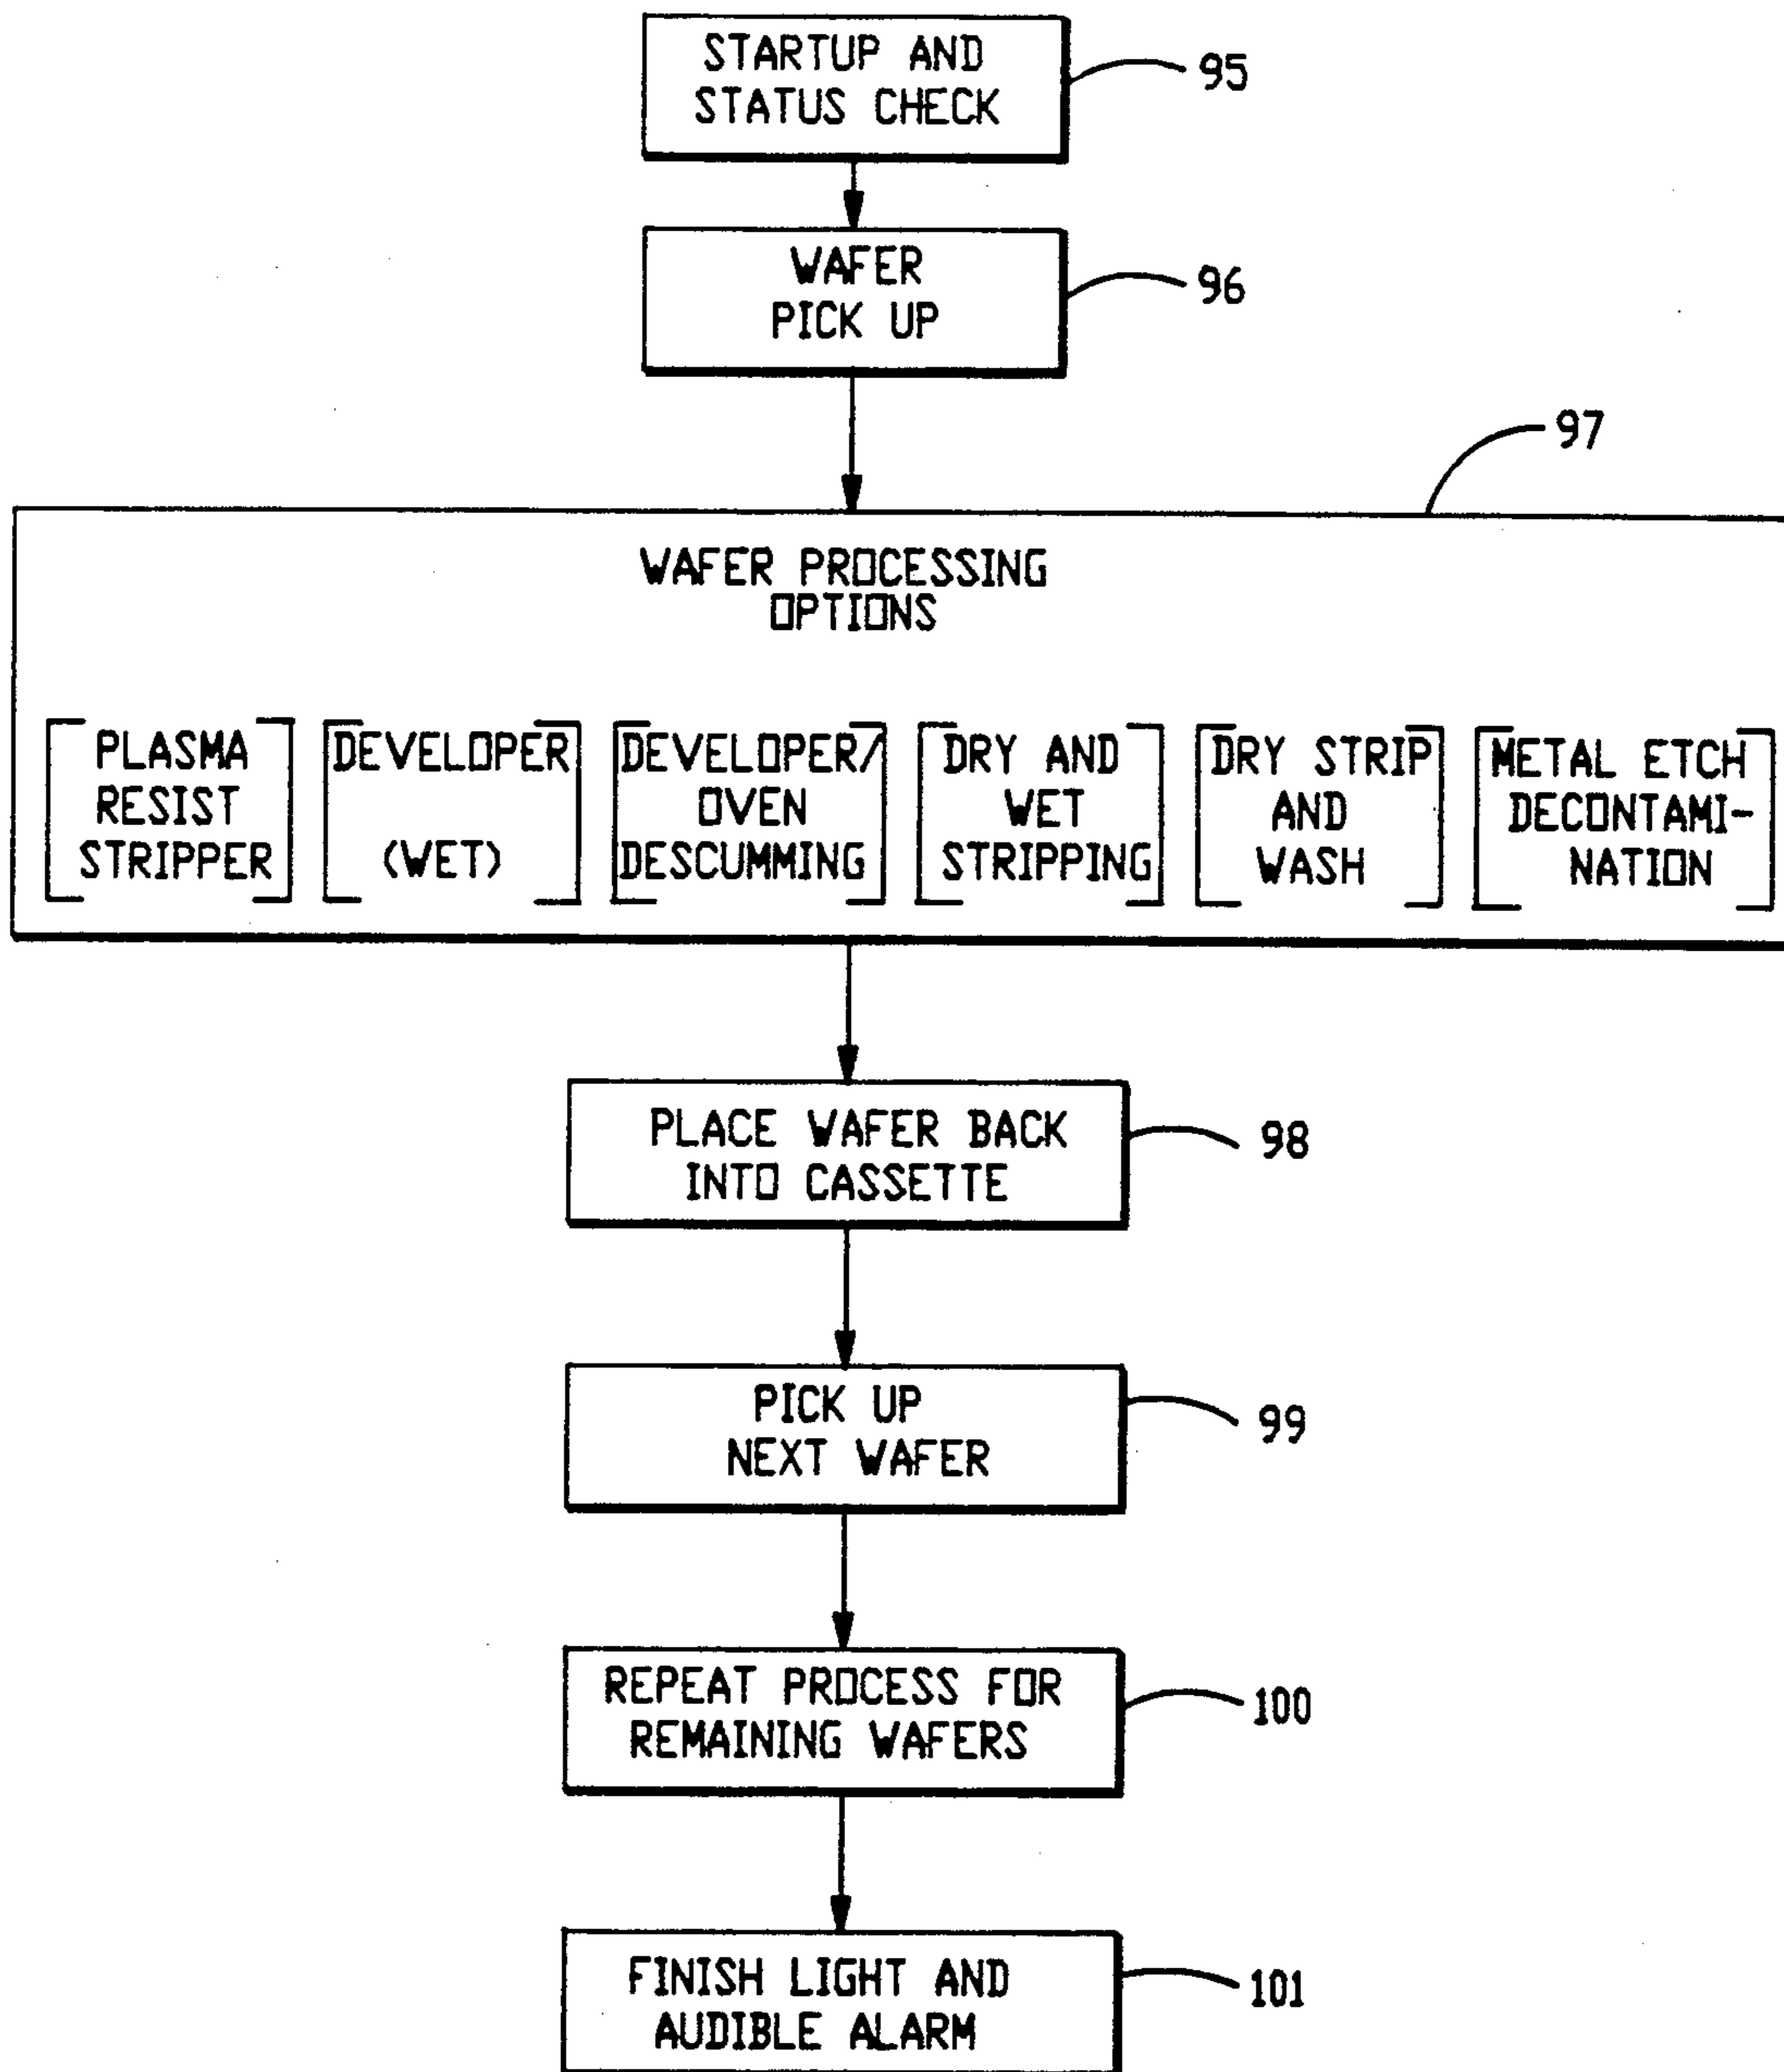 STARTUP AND
STATUS CHECK
95
WAFER
PICK UP
96
97
WAFER PROCESSING
OPTIONS
PLASMA
RESIST
STRIPPER
DEVELOPER
(WET)
DEVELOPER/
OVEN
DESCUMMING
DRY AND
WET
STRIPPING
DRY STRIP
AND
WASH
METAL ETCH
DECONTAMI-
NATION
PLACE WAFER BACK
INTO CASSETTE
98
PICK UP
NEXT WAFER
99
REPEAT PROCESS FOR
REMAINING WAFERS
100
FINISH LIGHT AND
AUDIBLE ALARM
101